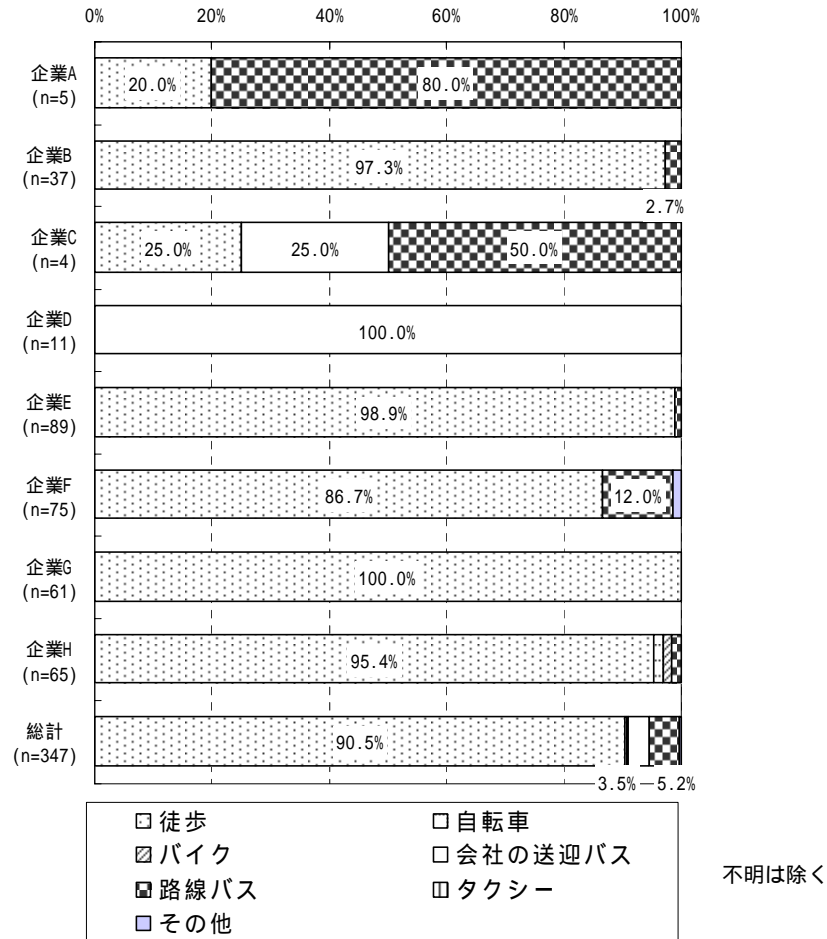 0% 20% 40% 60% 80% 100%
企業A
(n=5)
20.0% 80.0%
企業B
(n=37)
97.3%
2.7%
企業C
(n=4)
25.0% 25.0% 50.0%
企業D
(n=11)
100.0%
企業E
(n=89)
98.9%
企業F
(n=75)
86.7% 12.0%
企業G
(n=61)
100.0%
企業H
(n=65)
95.4%
総計
(n=347)
90.5%
3.5% 5.2%
徒歩 自転車
バイク 会社の送迎バス
路線バス タクシー
その他
不明は除く